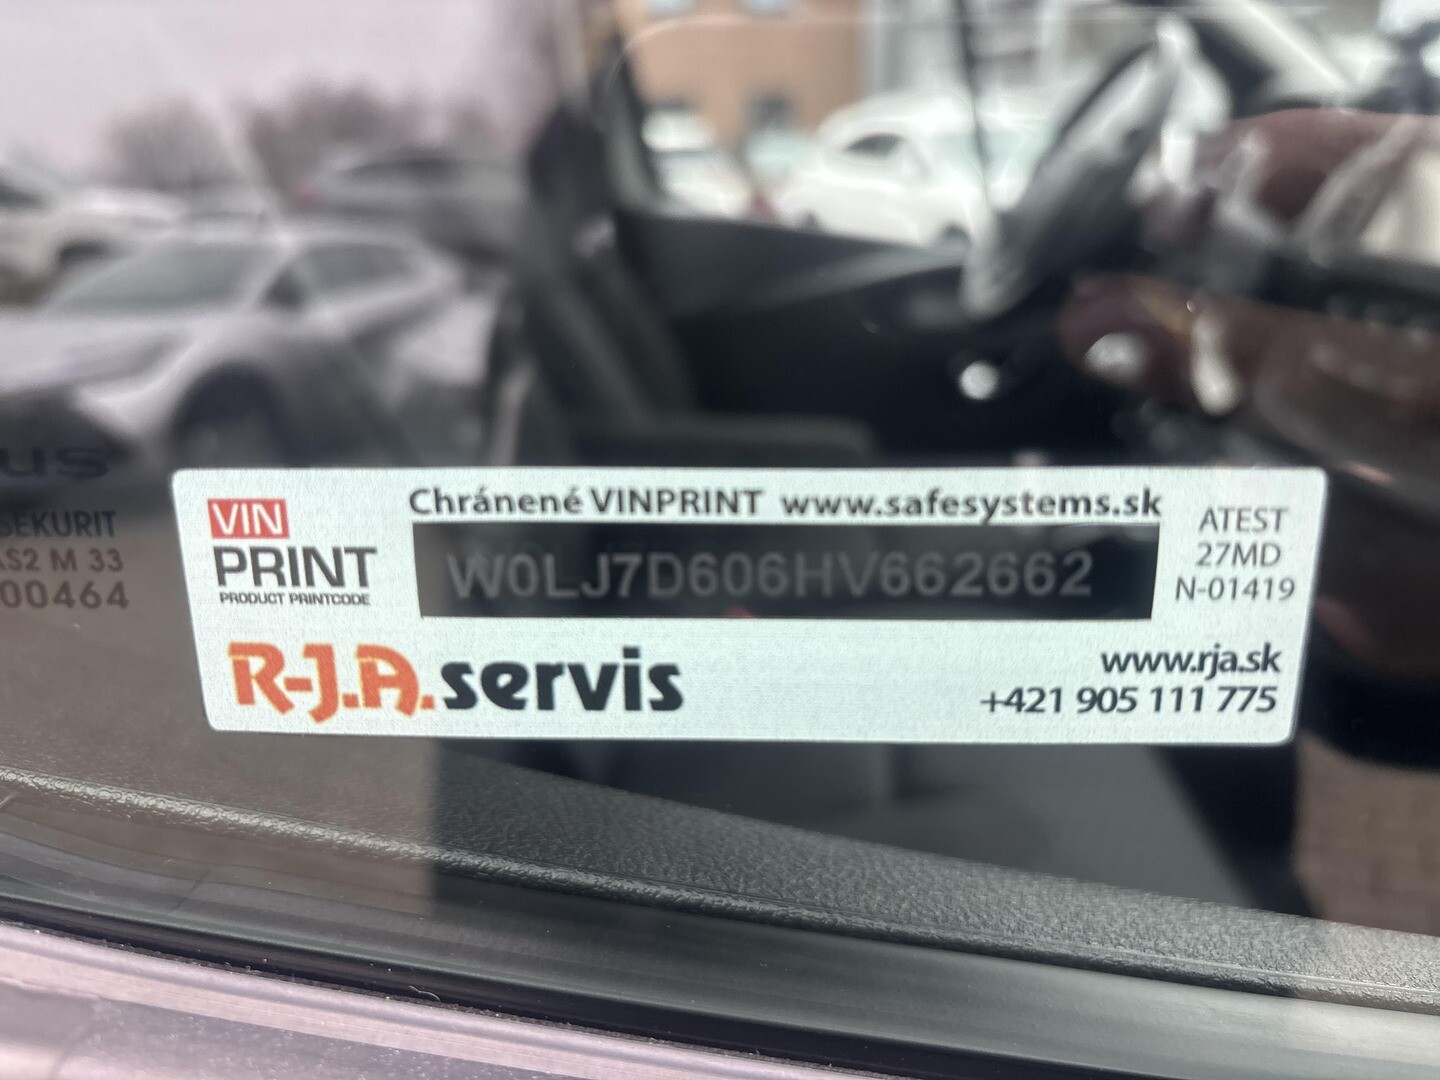 us
SEKURIT
AS2 M 33
00464
VIN
PRINT
PRODUCT PRINTCODE
Chránené VINPRINT www.safesystems.sk
W0LJ7D606HV662662
ATEST
27MD
N-01419
R-J.A. servis
www.rja.sk
+421 905 111 775